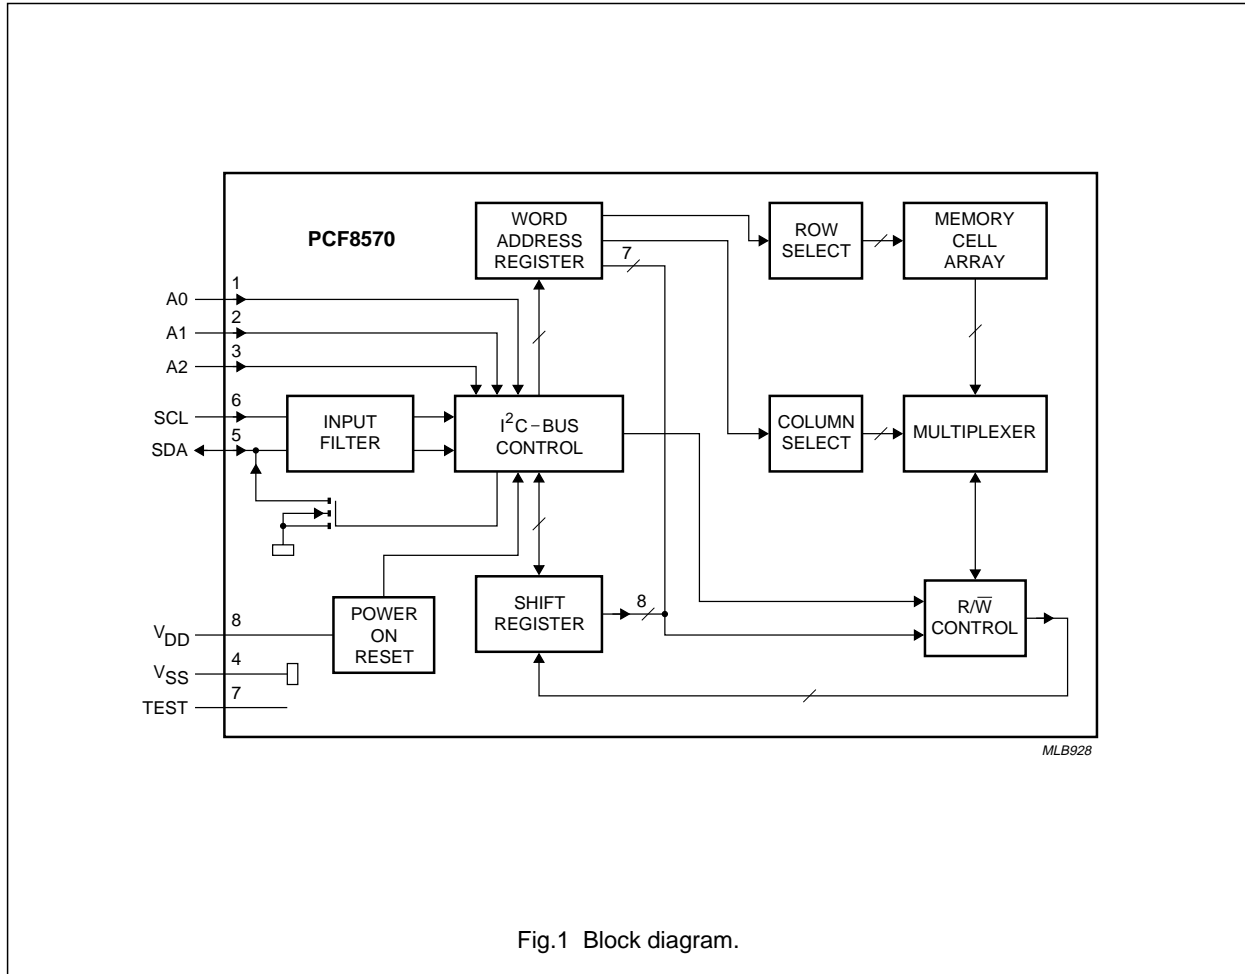 PCF8570
WORD
ADDRESS
REGISTER
7
ROW
SELECT
MEMORY
CELL
ARRAY
A0
1
A1
2
A2
3
SCL
6
SDA
5
INPUT
FILTER
I²C-BUS
CONTROL
COLUMN
SELECT
MULTIPLEXER
POWER
ON
RESET
SHIFT
REGISTER
8
R/W̅
CONTROL
VDD
8
VSS
4
TEST
7
MLB928
Fig.1 Block diagram.